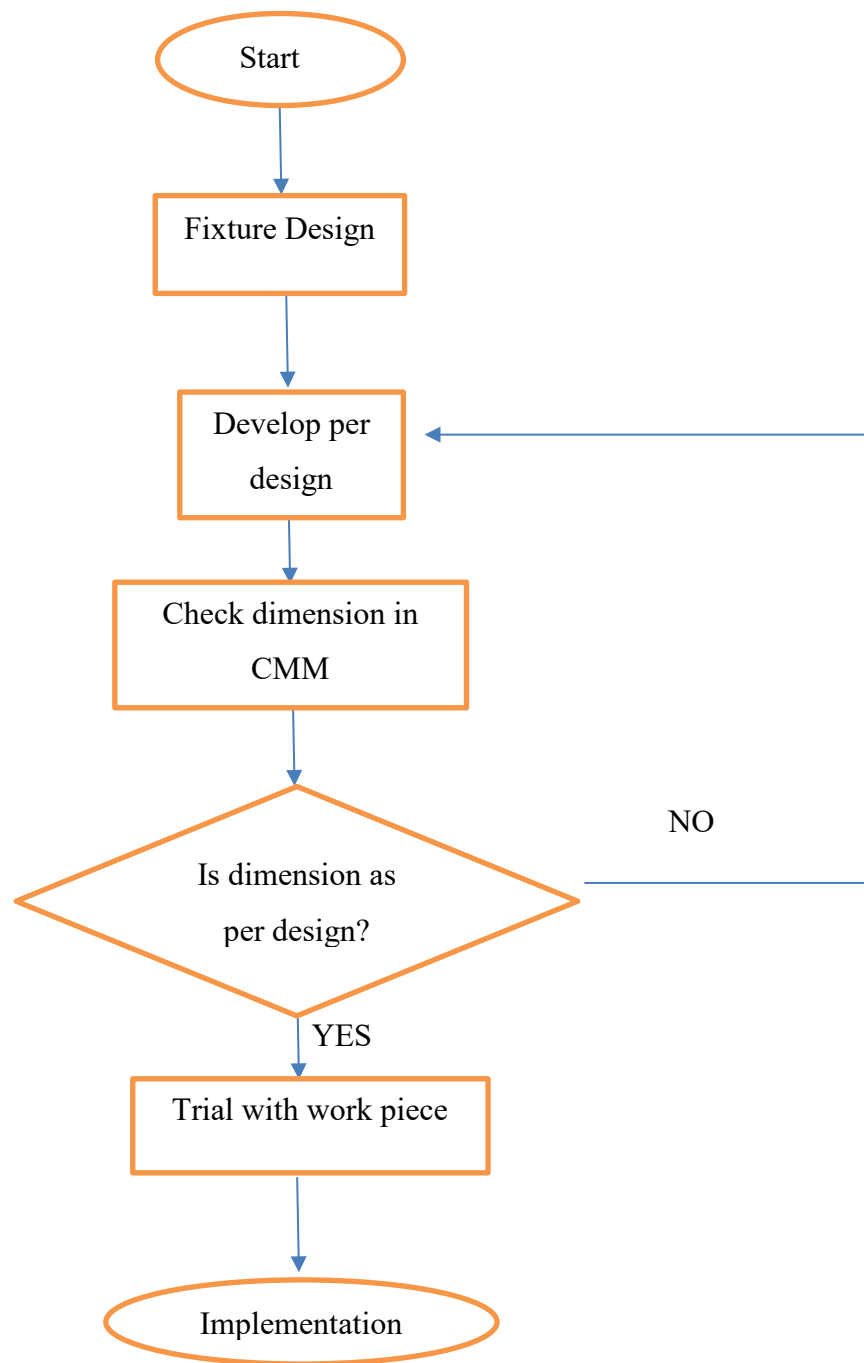 Start
Fixture Design
Develop per
design
Check dimension in
CMM
NO
Is dimension as
per design?
YES
Trial with work piece
Implementation